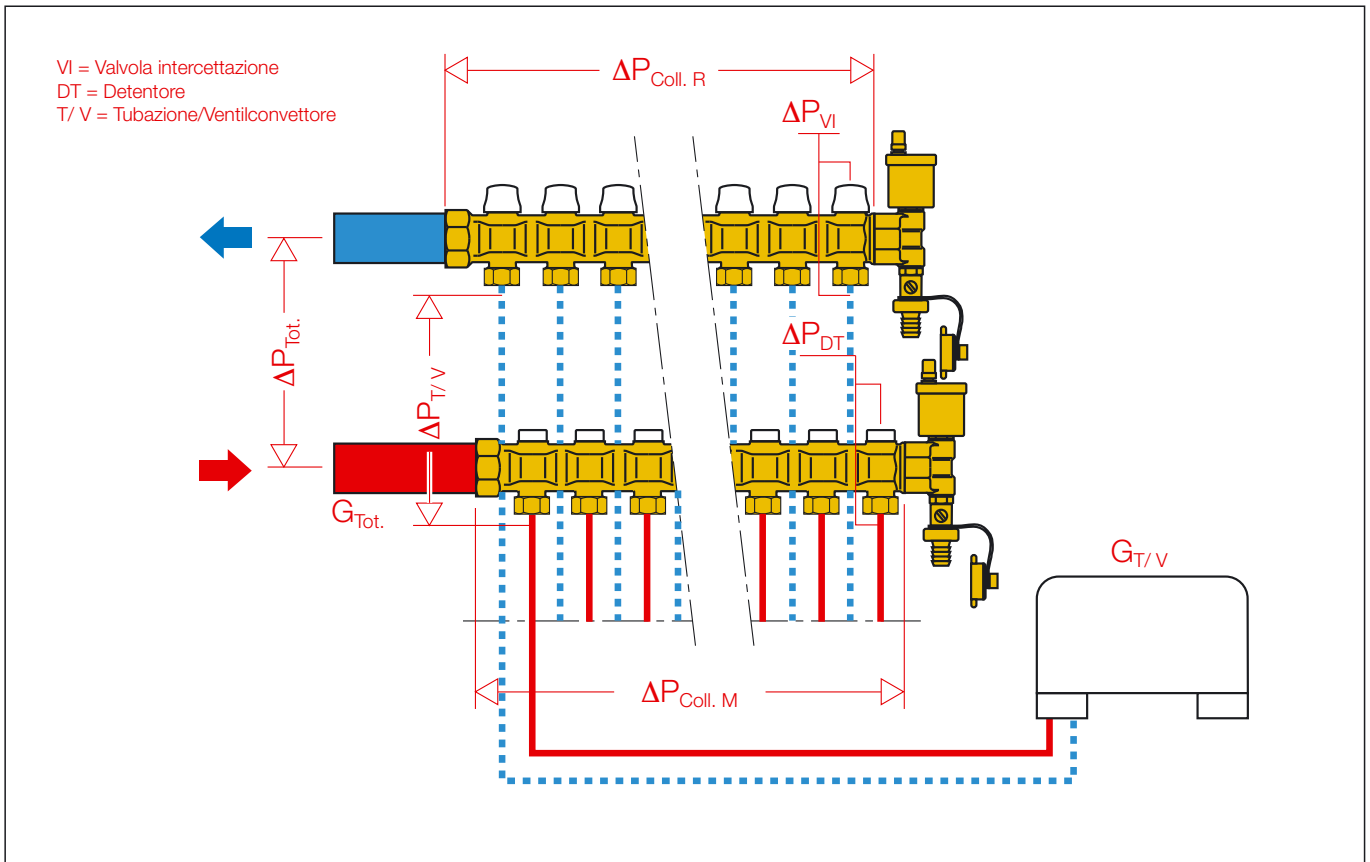 VI = Valvola intercettazione
DT = Detentore
T/ V = Tubazione/Ventilconvettore
ΔPColl. R
ΔPVI
ΔPTot.
ΔPT/ V
ΔPDT
GTot.
GT/ V
ΔPColl. M